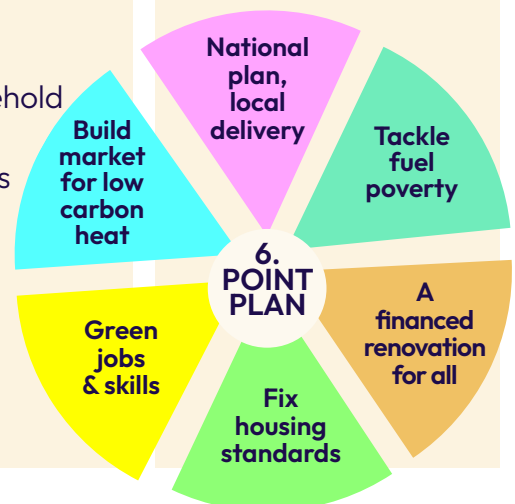 ehold
s
National
plan,
local
delivery
Tackle
fuel
poverty
A
financed
renovation
for all
Fix
housing
standards
Green
jobs
& skills
Build
market
for low
carbon
heat
6.
POINT
PLAN